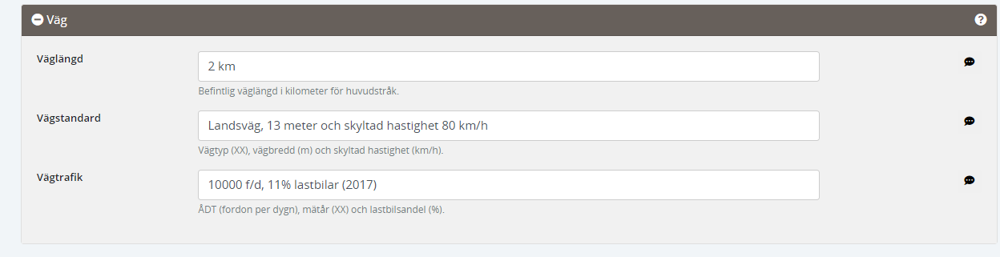 Väg
Väglängd
2 km
Befintlig väglängd i kilometer för huvudstråk.
Vägstandard
Landsväg, 13 meter och skyltad hastighet 80 km/h
Vägtyp (XX), vägbredd (m) och skyltad hastighet (km/h).
Vägtrafik
10000 f/d, 11% lastbilar (2017)
ÅDT (fordon per dygn), mätår (XX) och lastbilsandel (%).